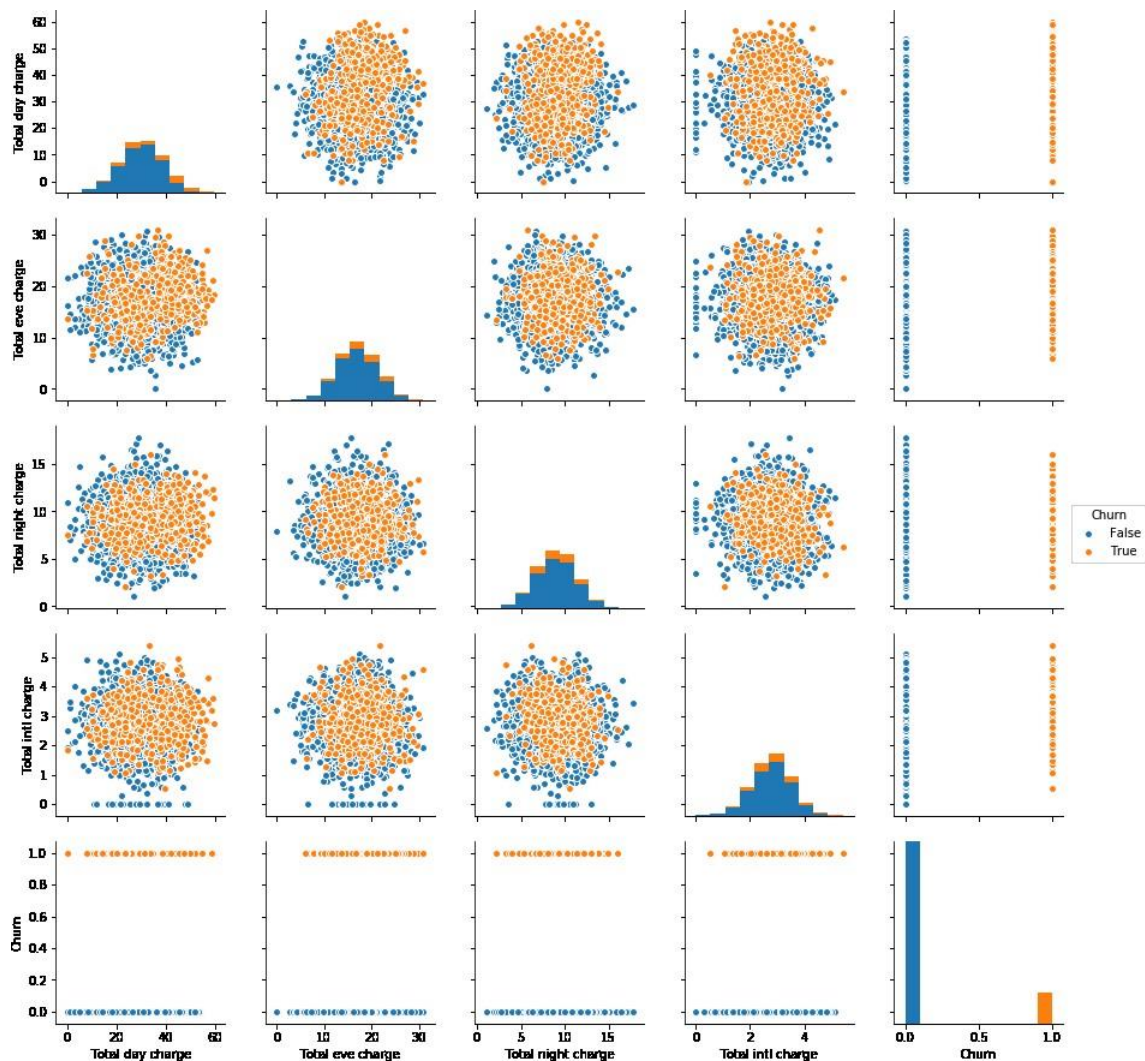 Total day charge
60
50
40
30
20
10
0
Total eve charge
30
20
10
0
Total night charge
15
10
5
0
Churn
False
True
Total intl charge
5
4
3
2
1
0
Churn
1.0
0.8
0.6
0.4
0.2
0.0
0 20 40 60
0 10 20 30
0 5 10 15
0 2 4
0.0 0.5 1.0
Total day charge
Total eve charge
Total night charge
Total intl charge
Churn